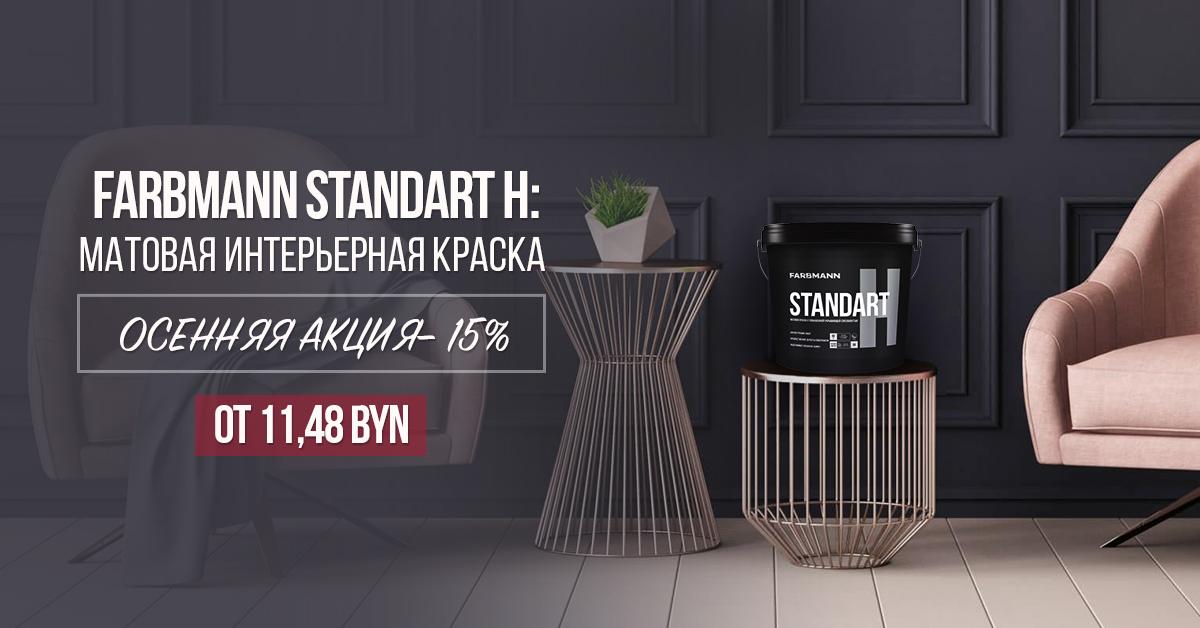 FARBMANN STANDART H:
МАТОВАЯ ИНТЕРЬЕРНАЯ КРАСКА
ОСЕННЯЯ АКЦИЯ– 15%
ОТ 11,48 BYN
FARBMANN
STANDART
H